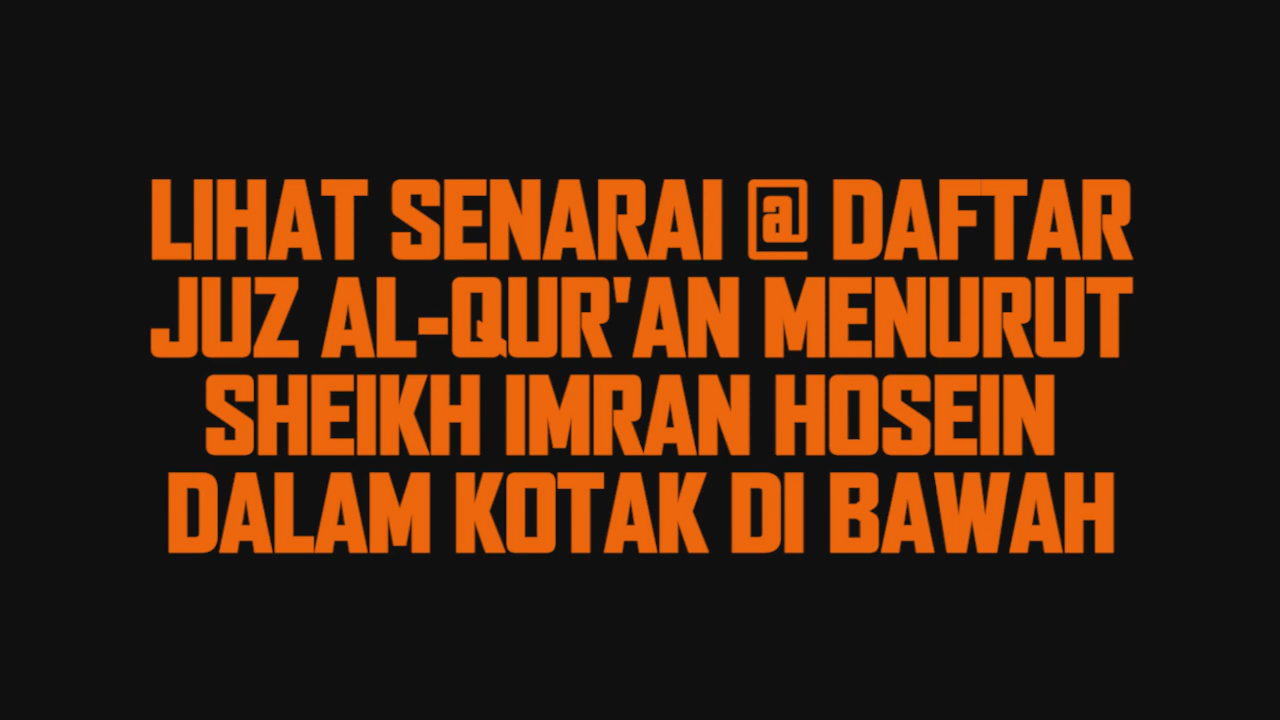 LIHAT SENARAI @ DAFTAR
JUZ AL-QUR'AN MENURUT
SHEIKH IMRAN HOSEIN
DALAM KOTAK DI BAWAH